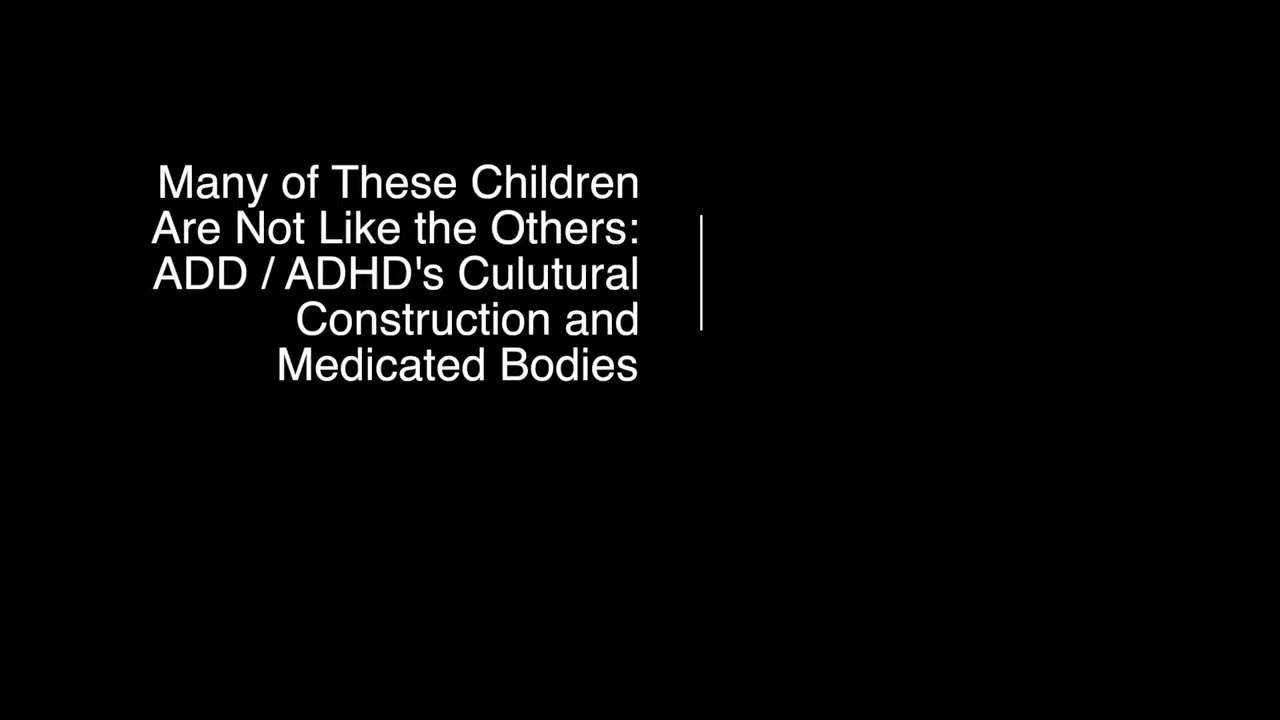 Many of These Children
Are Not Like the Others:
ADD / ADHD's Culutural
Construction and
Medicated Bodies